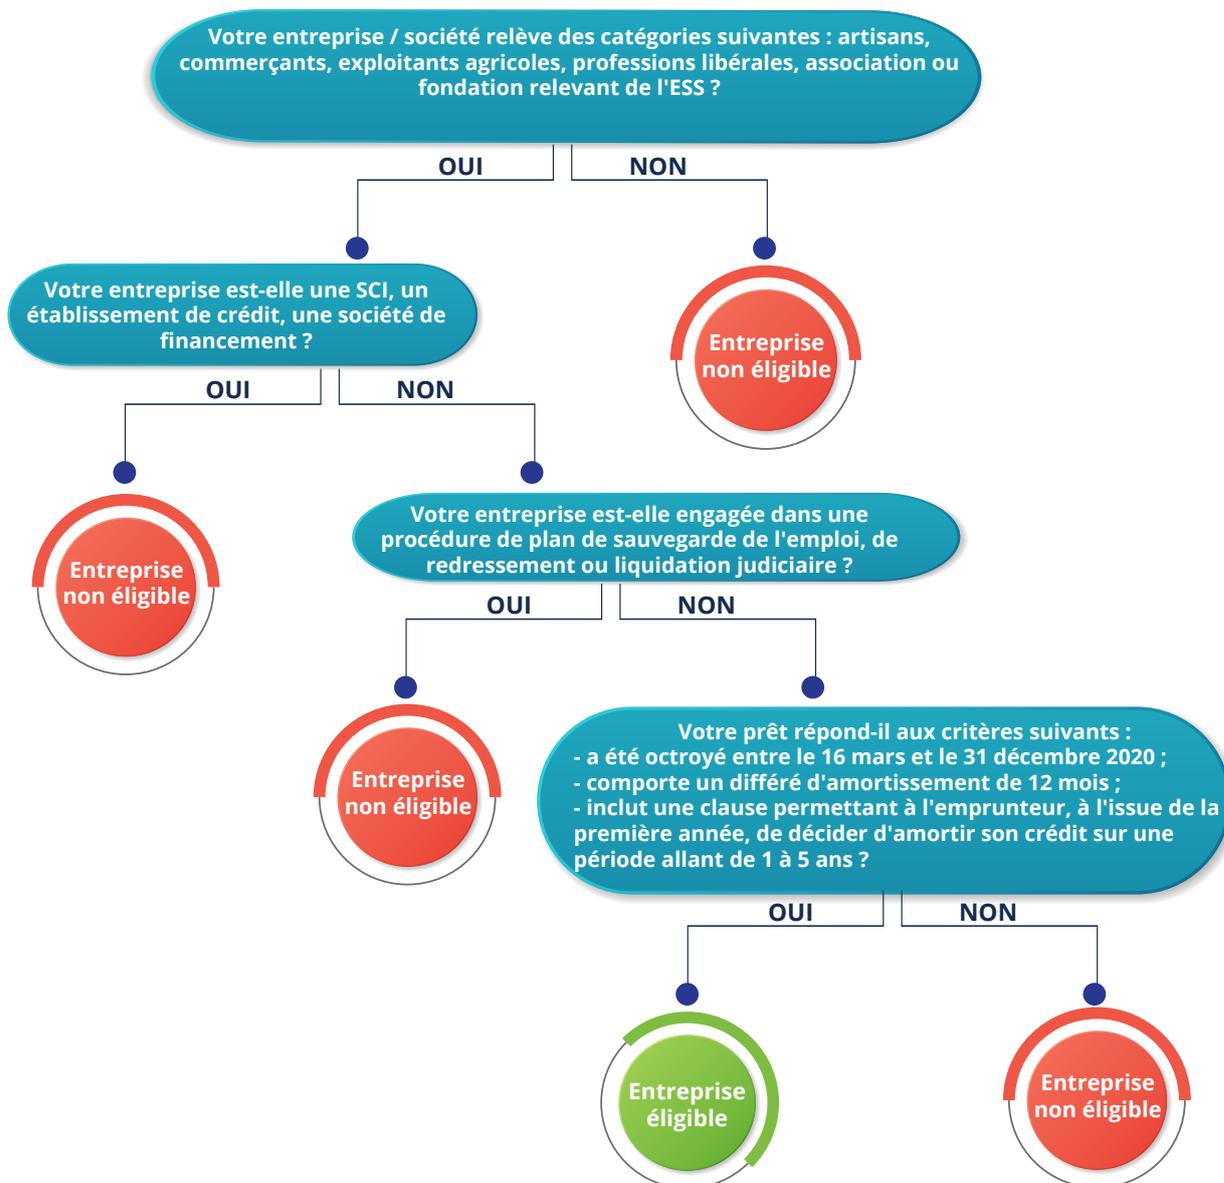 Votre entreprise / société relève des catégories suivantes : artisans,
commerçants, exploitants agricoles, professions libérales, association ou
fondation relevant de l'ESS ?
OUI
NON
Votre entreprise est-elle une SCI, un
établissement de crédit, une société de
financement ?
Entreprise
non éligible
OUI
NON
Entreprise
non éligible
Votre entreprise est-elle engagée dans une
procédure de plan de sauvegarde de l'emploi, de
redressement ou liquidation judiciaire ?
OUI
NON
Entreprise
non éligible
Votre prêt répond-il aux critères suivants :
- a été octroyé entre le 16 mars et le 31 décembre 2020 ;
- comporte un différé d'amortissement de 12 mois ;
- inclut une clause permettant à l'emprunteur, à l'issue de la
première année, de décider d'amortir son crédit sur une
période allant de 1 à 5 ans ?
OUI
NON
Entreprise
éligible
Entreprise
non éligible